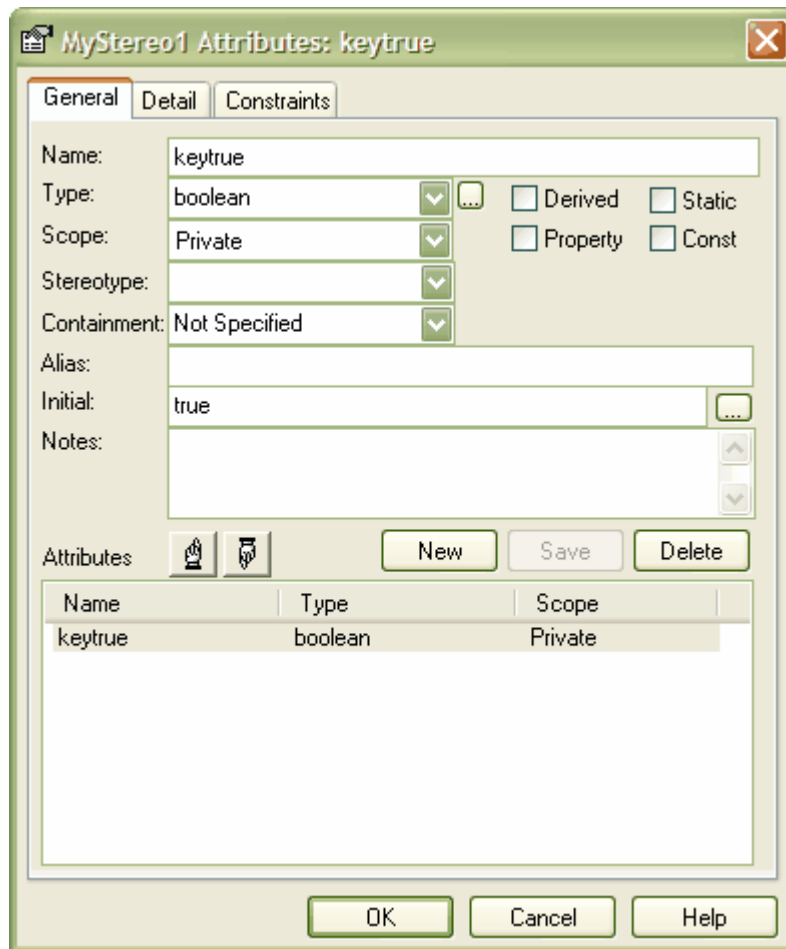 MyStereo1 Attributes: keytrue
General Detail Constraints
Name: keytrue
Type: boolean ... Derived Static
Scope: Private Property Const
Stereotype:
Containment: Not Specified
Alias:
Initial: true ...
Notes:
Attributes New Save Delete
Name Type Scope
keytrue boolean Private
OK Cancel Help